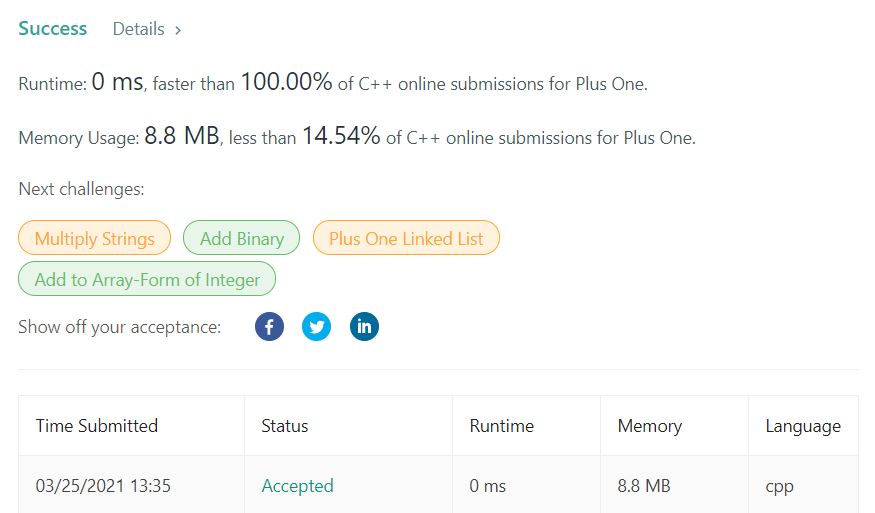 Success Details >
Runtime: 0 ms, faster than 100.00% of C++ online submissions for Plus One.
Memory Usage: 8.8 MB, less than 14.54% of C++ online submissions for Plus One.
Next challenges:
Multiply Strings Add Binary Plus One Linked List
Add to Array-Form of Integer
Show off your acceptance: f in
Time Submitted Status Runtime Memory Language
03/25/2021 13:35 Accepted 0 ms 8.8 MB cpp